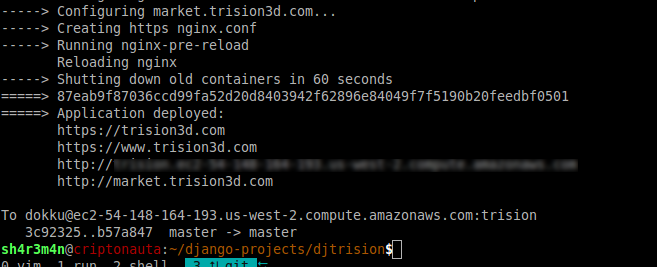 -----> Configuring market.trision3d.com...
-----> Creating https nginx.conf
-----> Running nginx-pre-reload
Reloading nginx
-----> Shutting down old containers in 60 seconds
=====> 87eab9f87036ccd99fa52d20d8403942f62896e84049f7f5190b20feedbf0501
=====> Application deployed:
https://trision3d.com
https://www.trision3d.com
http://
http://market.trision3d.com
To dokku@ec2-54-148-164-193.us-west-2.compute.amazonaws.com:trision
3c92325..b57a847  master -> master
sh4r3m4n@criptonauta:~/django-projects/djtrision$
0 vim  1 run  2 shell  3 git